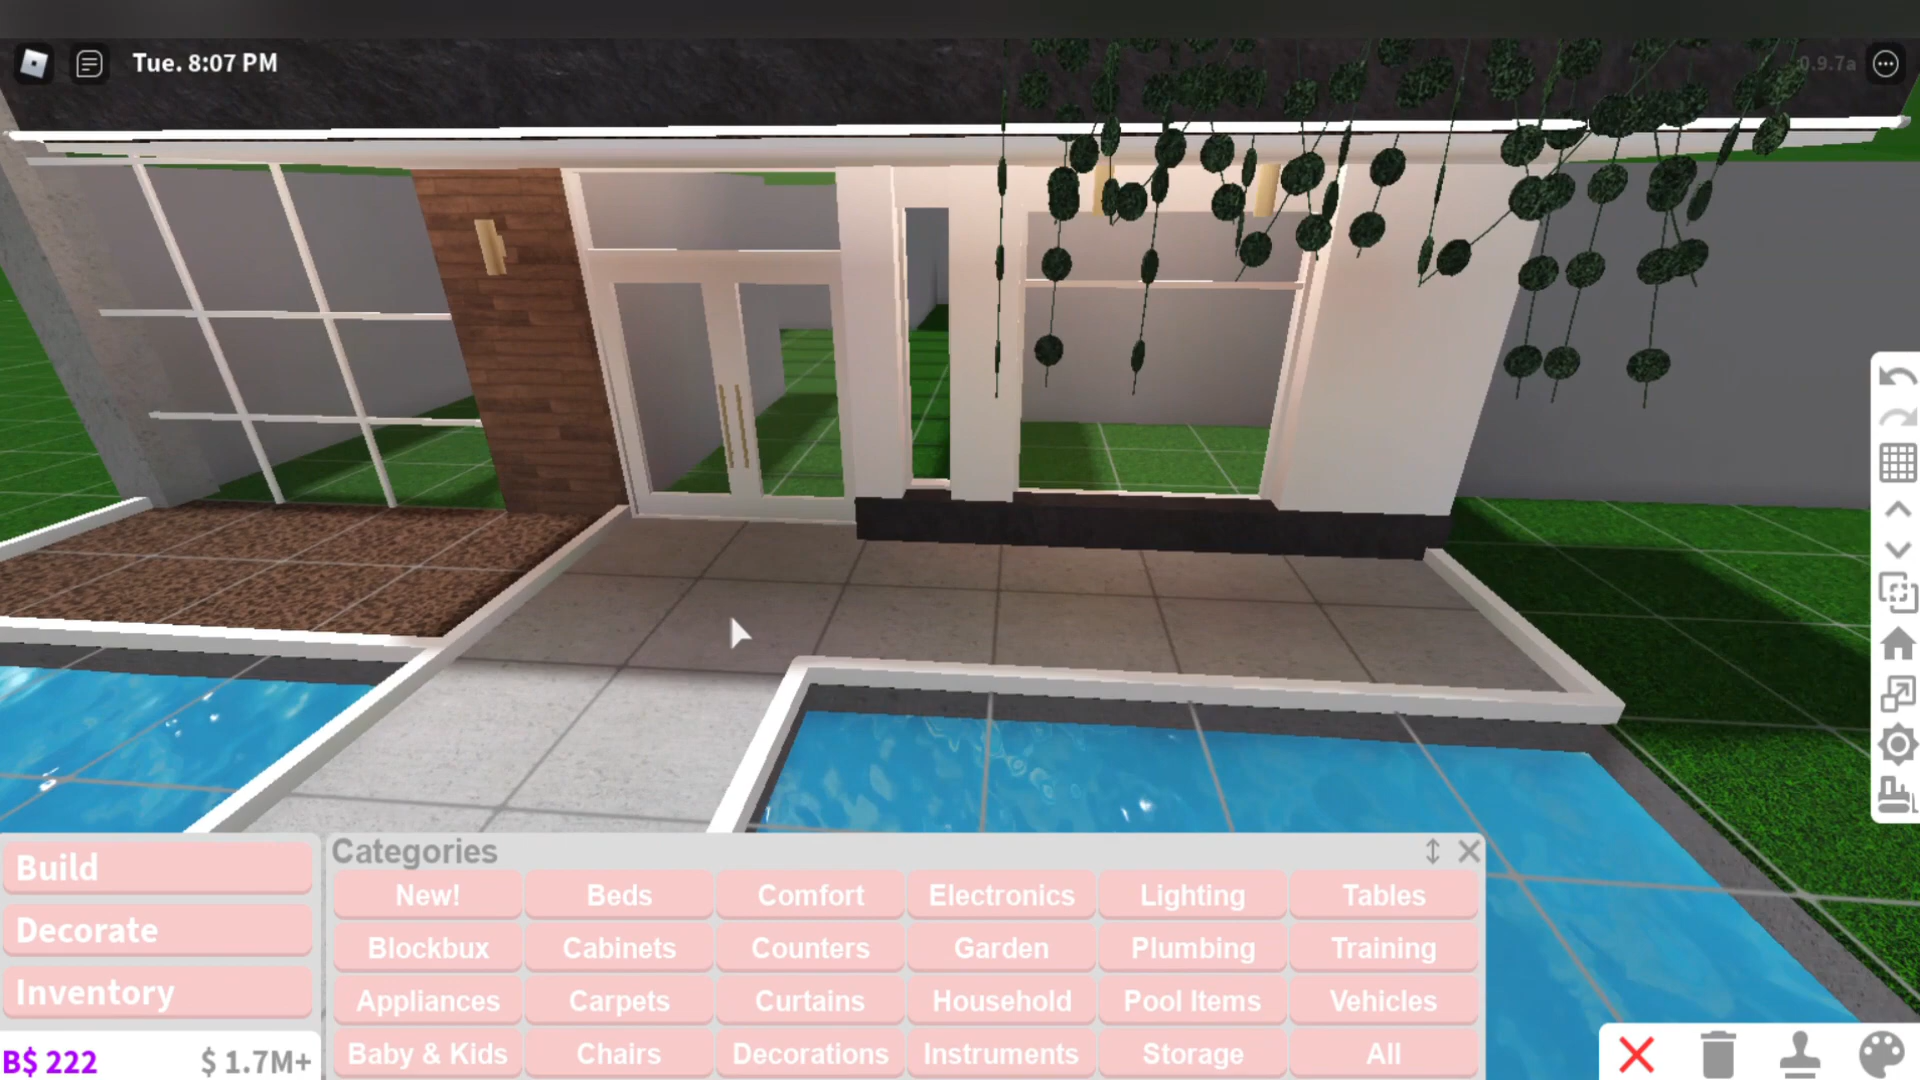 Tue. 8:07 PM
0.9.7a
Build
Decorate
Inventory
B$ 222
$ 1.7M+
Categories
New! Beds Comfort Electronics Lighting Tables
Blockbux Cabinets Counters Garden Plumbing Training
Appliances Carpets Curtains Household Pool Items Vehicles
Baby & Kids Chairs Decorations Instruments Storage All